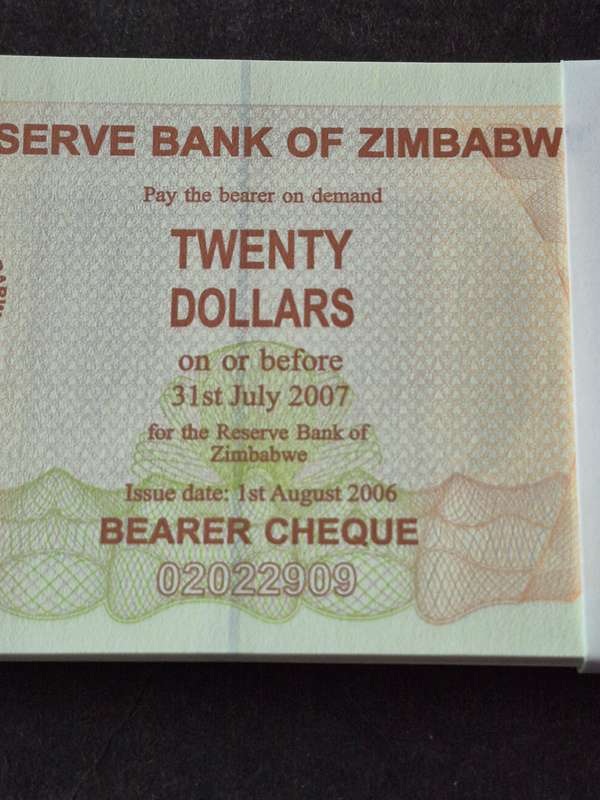 SERVE BANK OF ZIMBABW
Pay the bearer on demand
TWENTY
DOLLARS
on or before
31st July 2007
for the Reserve Bank of
Zimbabwe
Issue date: 1st August 2006
BEARER CHEQUE
02022909